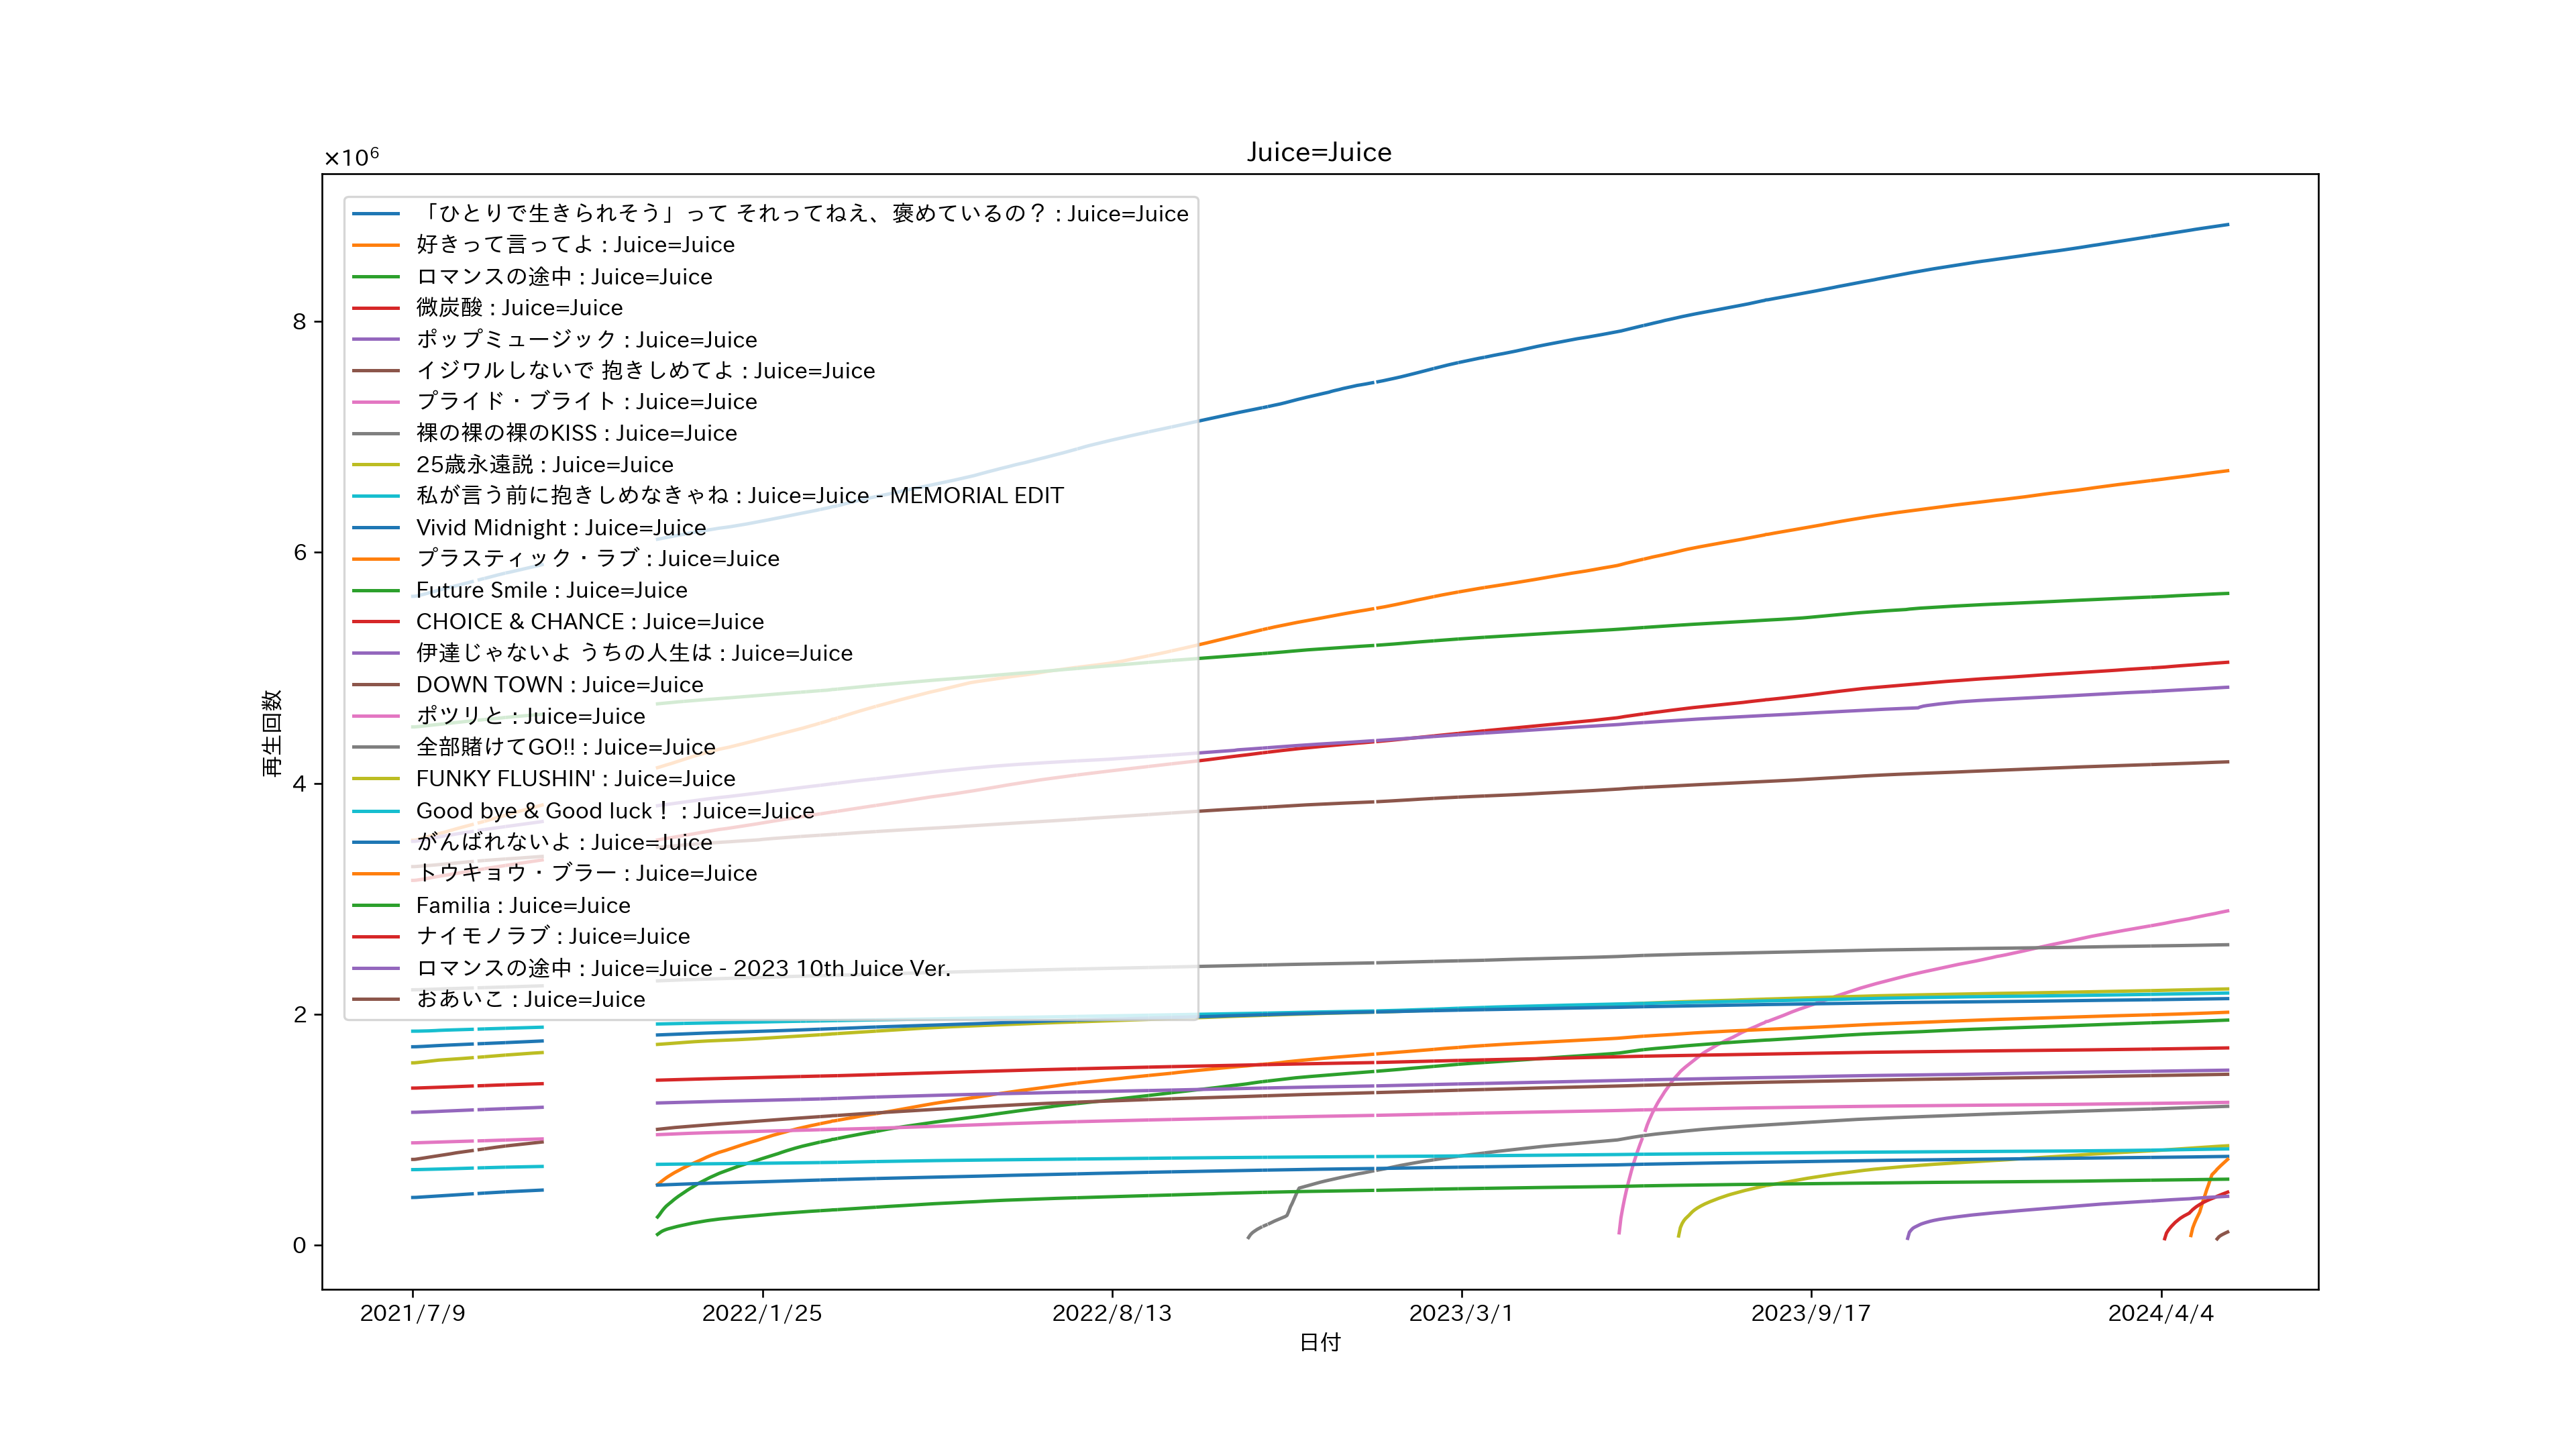 Juice=Juice
×10⁶
「ひとりで生きられそう」って それってねえ、褒めているの？ : Juice=Juice
好きって言ってよ : Juice=Juice
ロマンスの途中 : Juice=Juice
微炭酸 : Juice=Juice
ポップミュージック : Juice=Juice
イジワルしないで 抱きしめてよ : Juice=Juice
プライド・ブライト : Juice=Juice
裸の裸の裸のKISS : Juice=Juice
25歳永遠説 : Juice=Juice
私が言う前に抱きしめなきゃね : Juice=Juice - MEMORIAL EDIT
Vivid Midnight : Juice=Juice
プラスティック・ラブ : Juice=Juice
Future Smile : Juice=Juice
CHOICE & CHANCE : Juice=Juice
伊達じゃないよ うちの人生は : Juice=Juice
DOWN TOWN : Juice=Juice
ポツリと : Juice=Juice
全部賭けてGO!! : Juice=Juice
FUNKY FLUSHIN' : Juice=Juice
Good bye & Good luck！ : Juice=Juice
がんばれないよ : Juice=Juice
トウキョウ・ブラー : Juice=Juice
Familia : Juice=Juice
ナイモノラブ : Juice=Juice
ロマンスの途中 : Juice=Juice - 2023 10th Juice Ver.
おあいこ : Juice=Juice
8
6
4
2
0
再生回数
2021/7/9
2022/1/25
2022/8/13
2023/3/1
2023/9/17
2024/4/4
日付